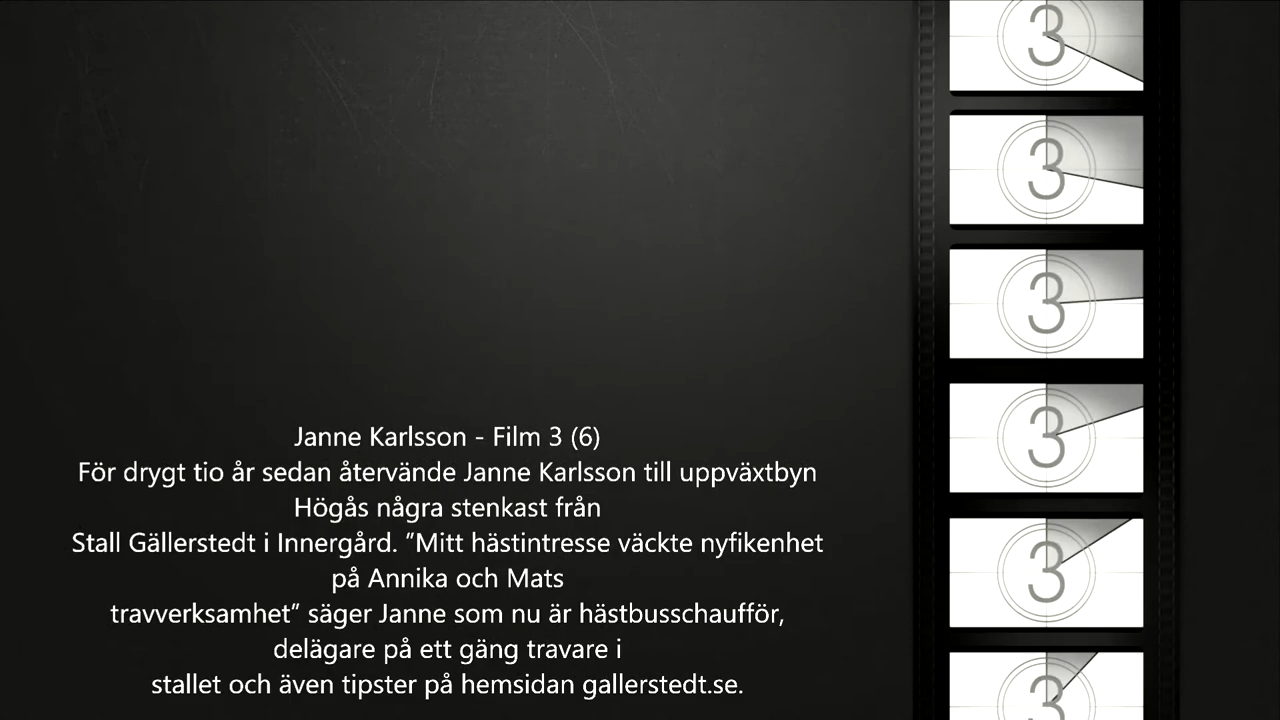 Janne Karlsson - Film 3 (6)
För drygt tio år sedan återvände Janne Karlsson till uppväxtbyn
Högås några stenkast från
Stall Gällerstedt i Innergård. ”Mitt hästintresse väckte nyfikenhet
på Annika och Mats
travverksamhet” säger Janne som nu är hästbusschaufför,
delägare på ett gäng travare i
stallet och även tipster på hemsidan gallerstedt.se.
3
3
3
3
3
3